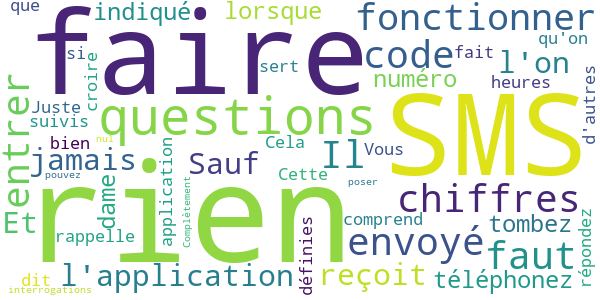 que
indiqué
lorsque
fonctionner
faire
si
croire
sert
code
fait
l'on
qu'on
numéro
heures
entrer
Juste
suivis
questions
SMS
d'autres
bien
nul
jamais
pouvez
Sauf
Cela
Il
Vous
Cette
poser
chiffres
Et
dame
rien
application
Complètement
rappelle
définies
comprend
tombez
répondez
envoyé
faut
dit
interrogations
l'application
reçoit
téléphonez